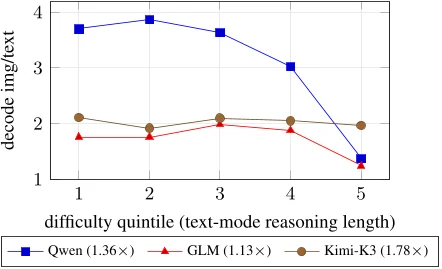 decode img/text
4
3
2
1
1 2 3 4 5
difficulty quintile (text-mode reasoning length)
Qwen (1.36×) GLM (1.13×) Kimi-K3 (1.78×)